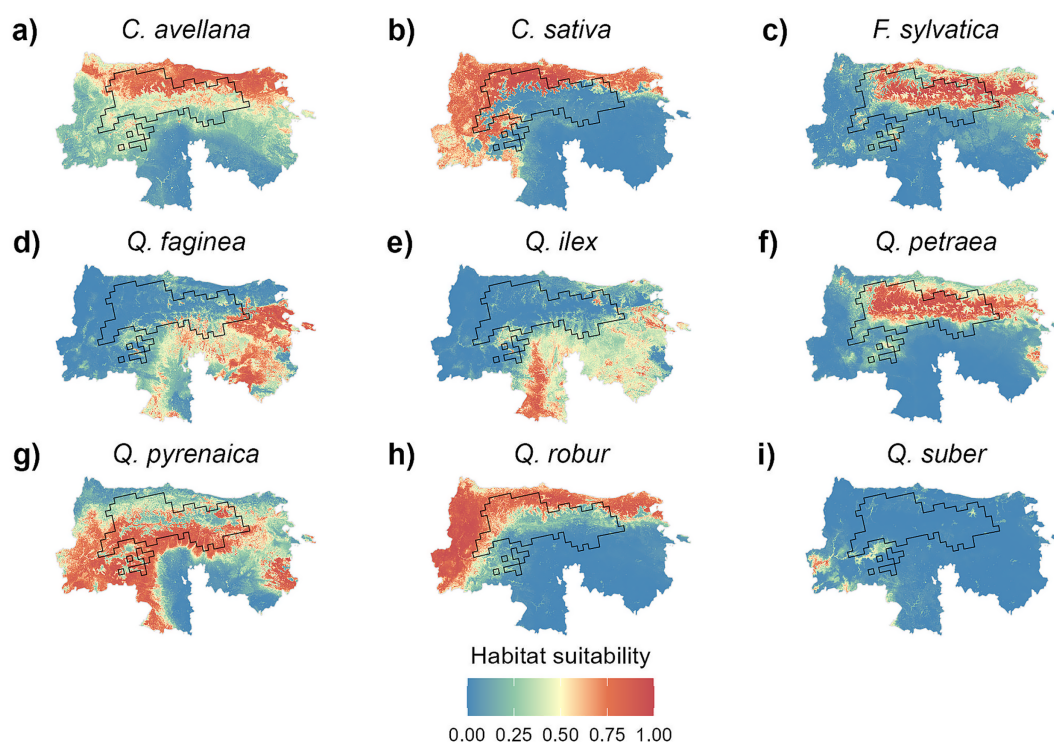 a) C. avellana
b) C. sativa
c) F. sylvatica
d) Q. faginea
e) Q. ilex
f) Q. petraea
g) Q. pyrenaica
h) Q. robur
i) Q. suber
Habitat suitability
0.00 0.25 0.50 0.75 1.00